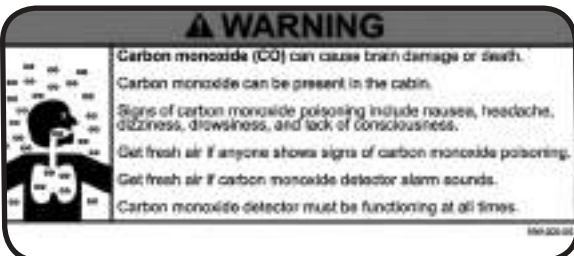 WARNING
Carbon monoxide (CO) can cause brain damage or death.
Carbon monoxide can be present in the cabin.
Signs of carbon monoxide poisoning include nausea, headache,
dizziness, drowsiness, and lack of consciousness.
Get fresh air if anyone shows signs of carbon monoxide poisoning.
Get fresh air if carbon monoxide detector alarm sounds.
Carbon monoxide detector must be functioning at all times.